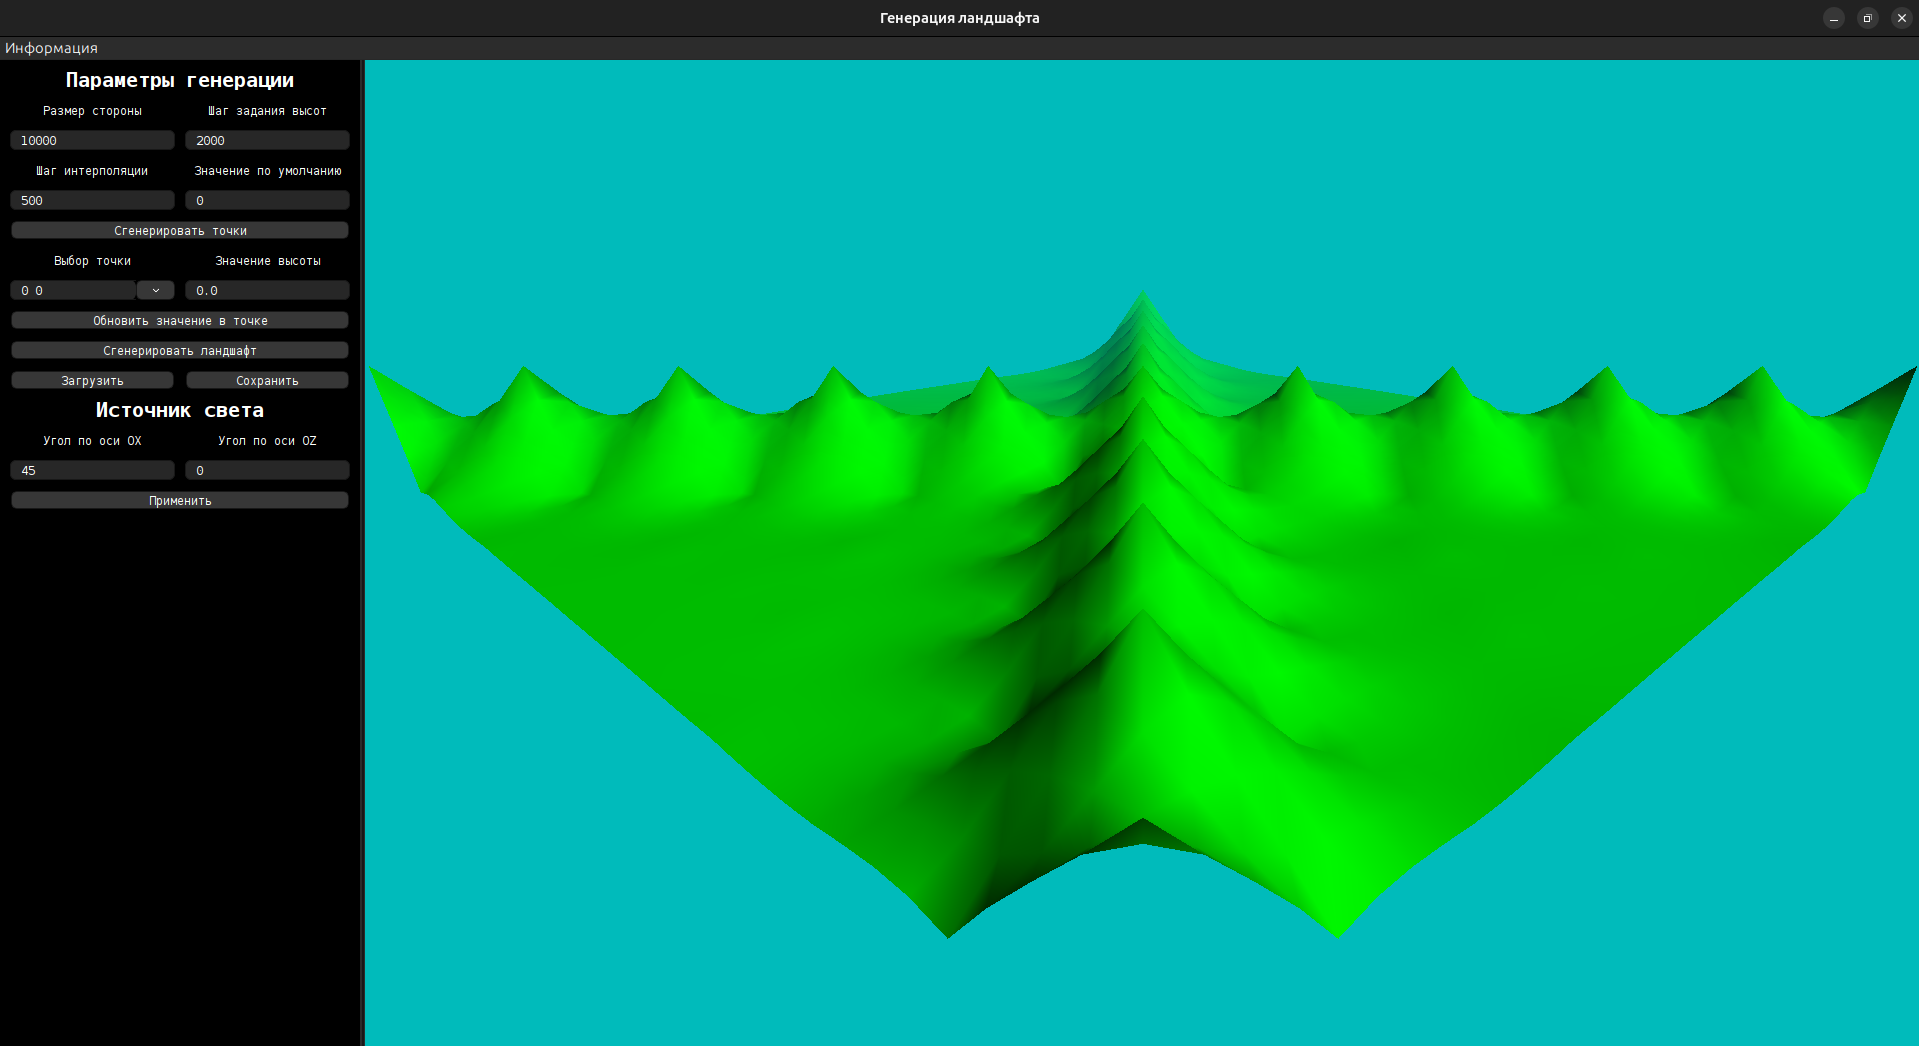 Генерация ландшафта
Информация
Параметры генерации
Размер стороны Шаг задания высот
10000 2000
Шаг интерполяции Значение по умолчанию
500 0
Сгенерировать точки
Выбор точки Значение высоты
0 0 0.0
Обновить значение в точке
Сгенерировать ландшафт
Загрузить Сохранить
Источник света
Угол по оси OX Угол по оси OZ
45 0
Применить